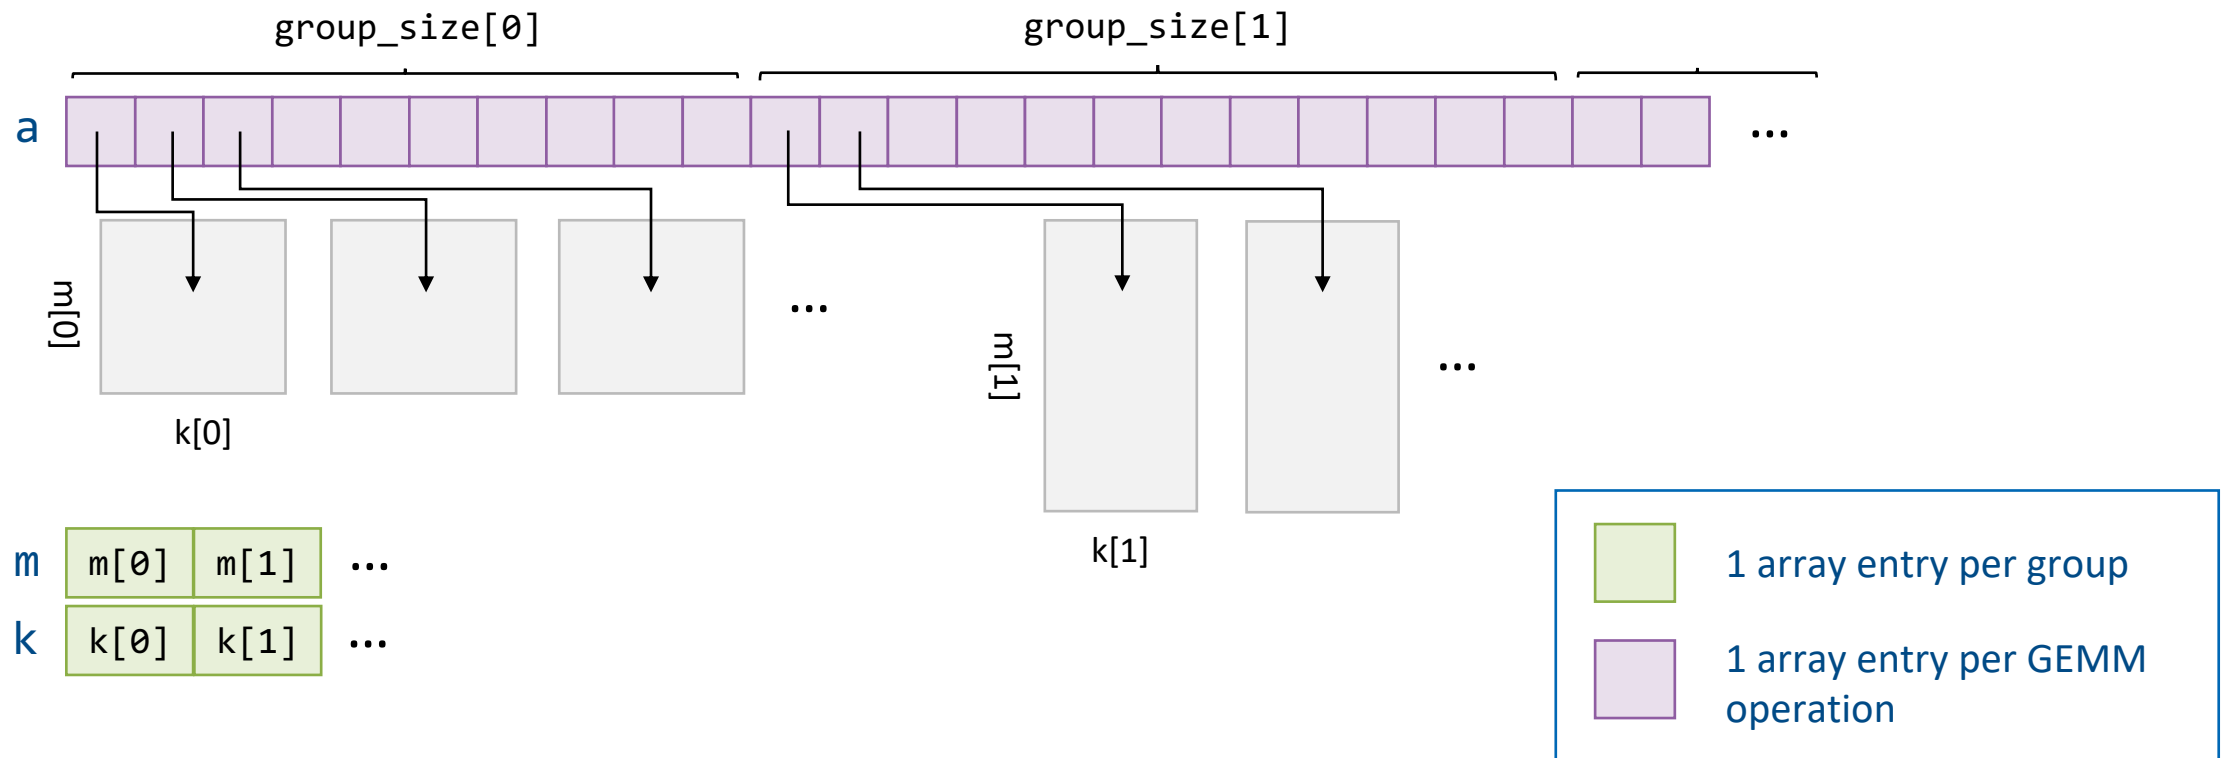 group_size[0]
group_size[1]
a
...
m[0]
...
m[1]
...
k[0]
k[1]
m
m[0]
m[1]
...
k
k[0]
k[1]
...
1 array entry per group
1 array entry per GEMM
operation